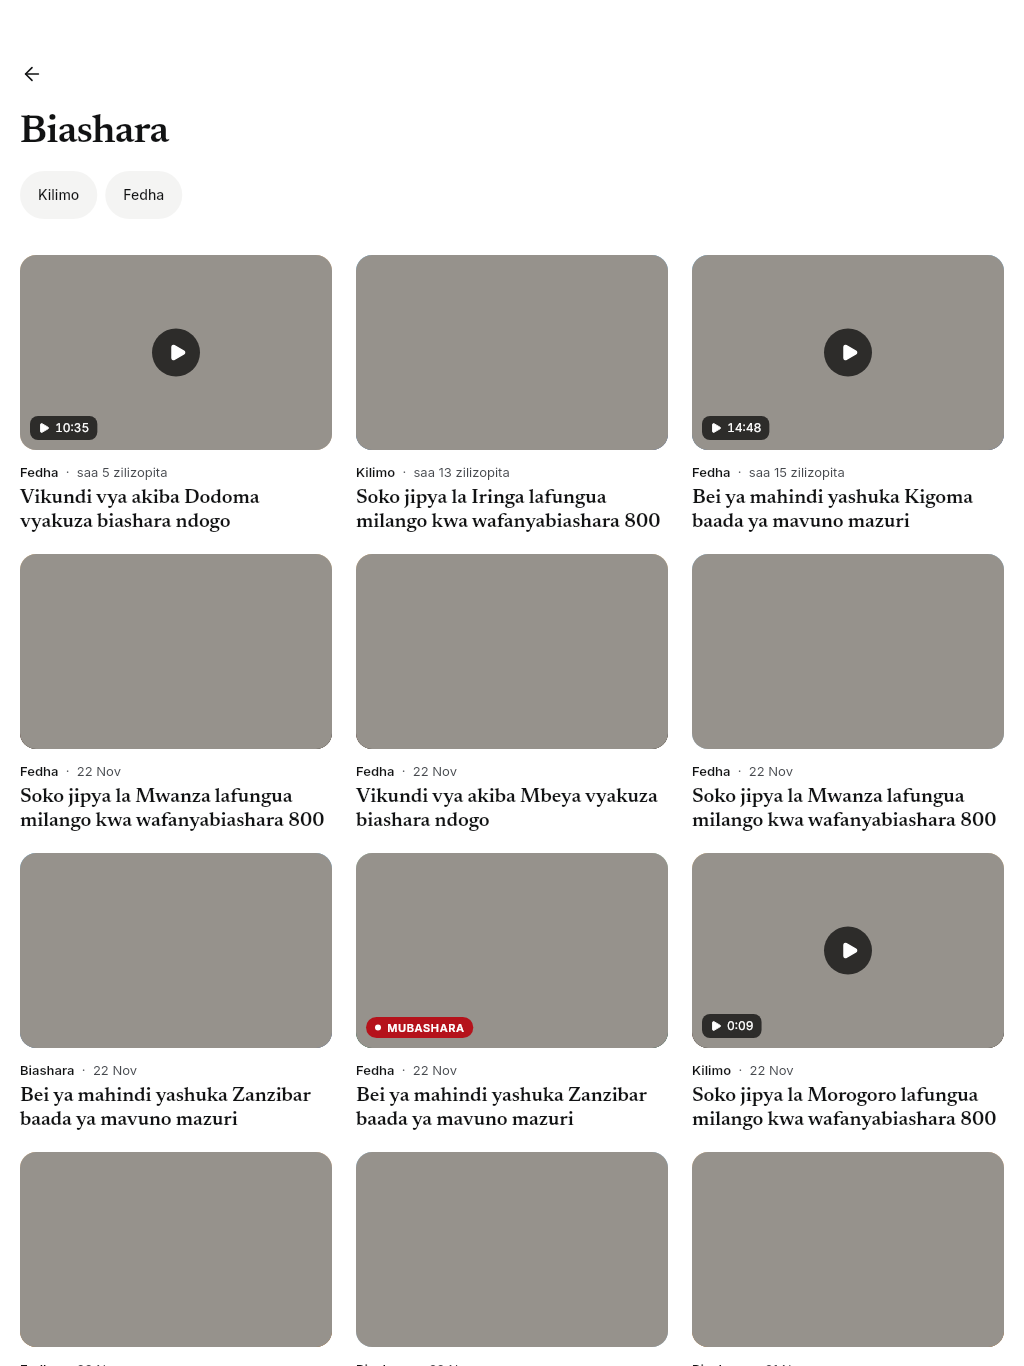 Biashara
Kilimo
Fedha
10:35
14:48
Fedha · saa 5 zilizopita
Vikundi vya akiba Dodoma
vyakuza biashara ndogo
Kilimo · saa 13 zilizopita
Soko jipya la Iringa lafungua
milango kwa wafanyabiashara 800
Fedha · saa 15 zilizopita
Bei ya mahindi yashuka Kigoma
baada ya mavuno mazuri
Fedha · 22 Nov
Soko jipya la Mwanza lafungua
milango kwa wafanyabiashara 800
Fedha · 22 Nov
Vikundi vya akiba Mbeya vyakuza
biashara ndogo
Fedha · 22 Nov
Soko jipya la Mwanza lafungua
milango kwa wafanyabiashara 800
MUBASHARA
0:09
Biashara · 22 Nov
Bei ya mahindi yashuka Zanzibar
baada ya mavuno mazuri
Fedha · 22 Nov
Bei ya mahindi yashuka Zanzibar
baada ya mavuno mazuri
Kilimo · 22 Nov
Soko jipya la Morogoro lafungua
milango kwa wafanyabiashara 800